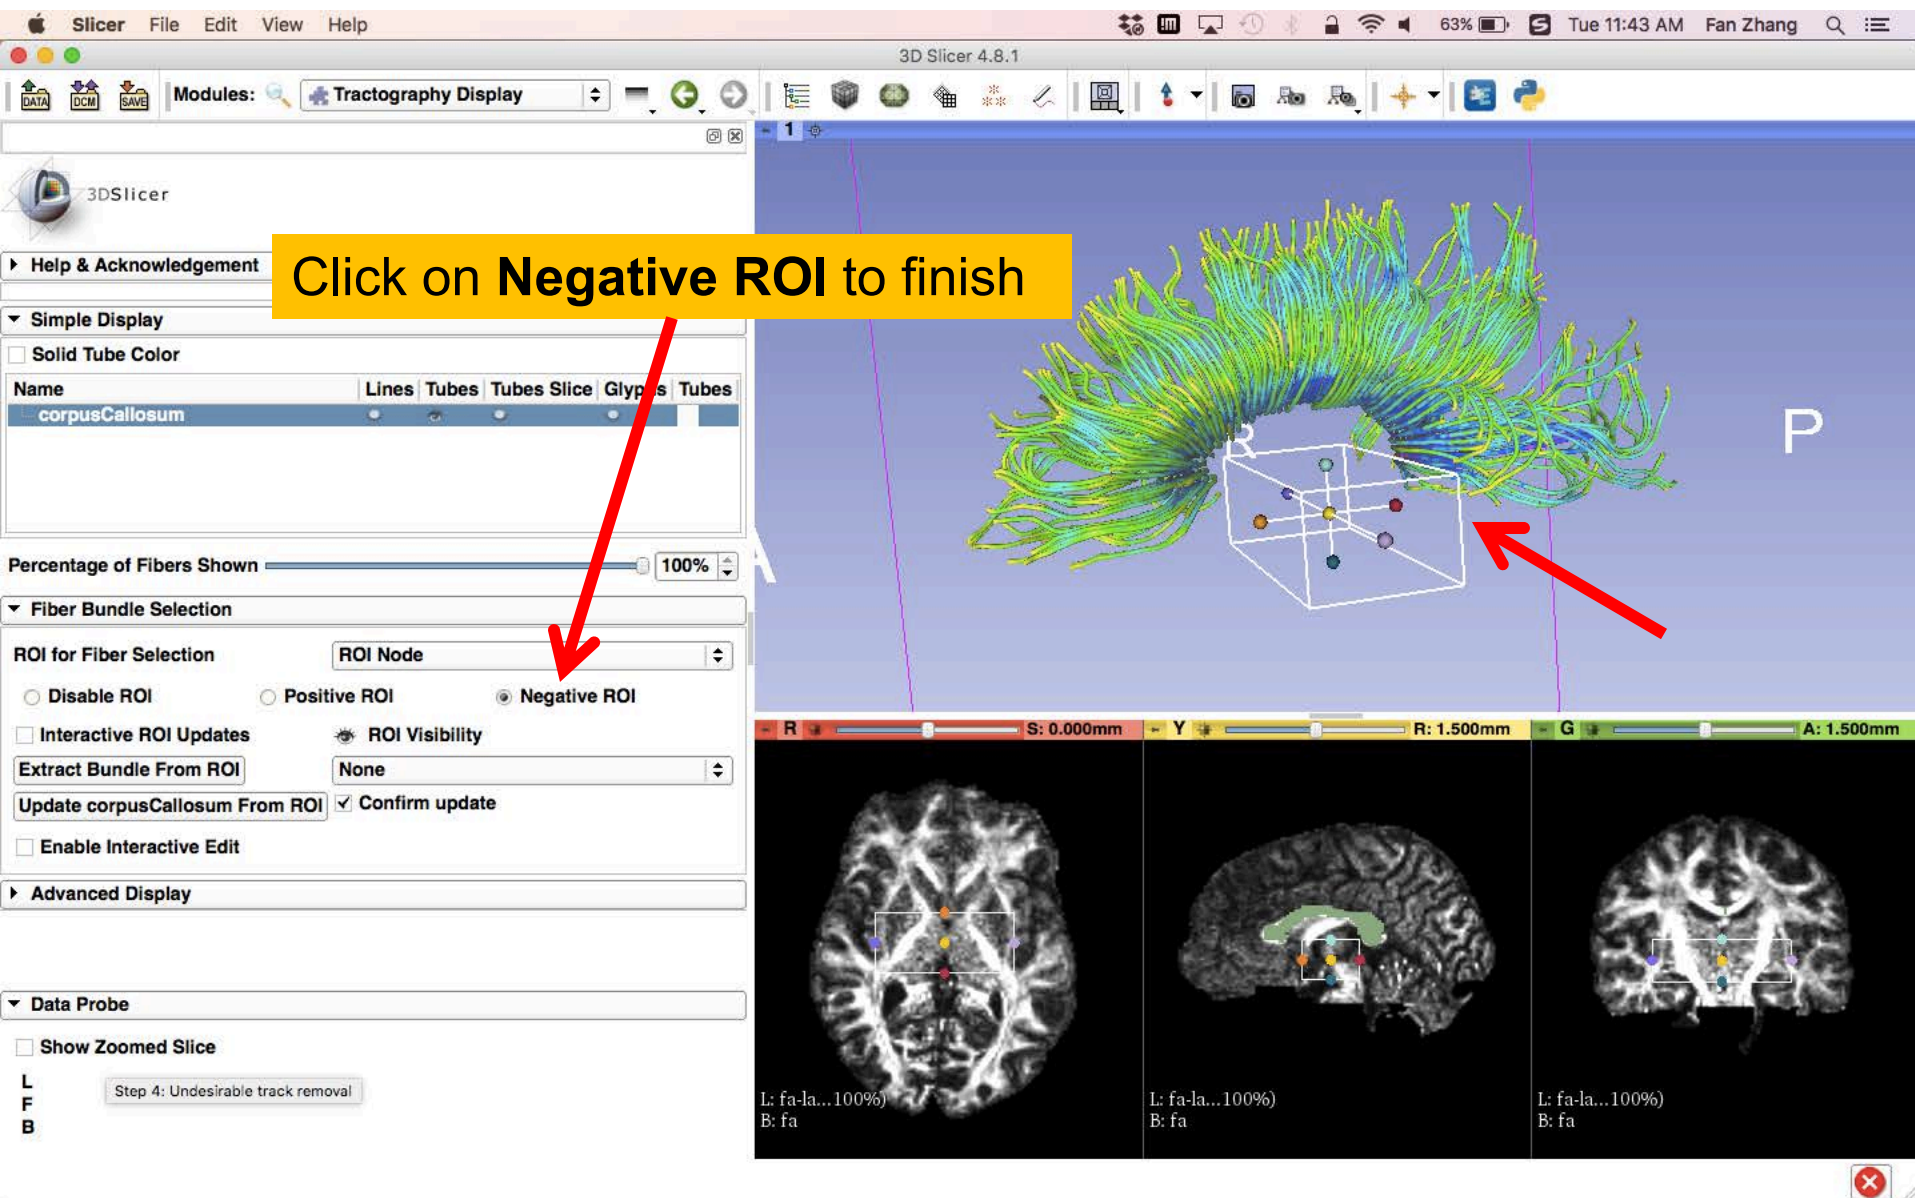 Slicer File Edit View Help 63% Tue 11:43 AM Fan Zhang
3D Slicer 4.8.1
DATA DCM SAVE Modules: Tractography Display
1
3DSlicer
Help & Acknowledgement
Click on Negative ROI to finish
Simple Display
Solid Tube Color
Name Lines Tubes Tubes Slice Glyphs Tubes
corpusCallosum
R
P
A
Percentage of Fibers Shown 100%
Fiber Bundle Selection
ROI for Fiber Selection ROI Node
Disable ROI Positive ROI Negative ROI
Interactive ROI Updates ROI Visibility
Extract Bundle From ROI None
Update corpusCallosum From ROI Confirm update
Enable Interactive Edit
Advanced Display
Data Probe
Show Zoomed Slice
L
F
B
Step 4: Undesirable track removal
R S: 0.000mm
Y R: 1.500mm
G A: 1.500mm
L: fa-la...100%)
B: fa
L: fa-la...100%)
B: fa
L: fa-la...100%)
B: fa